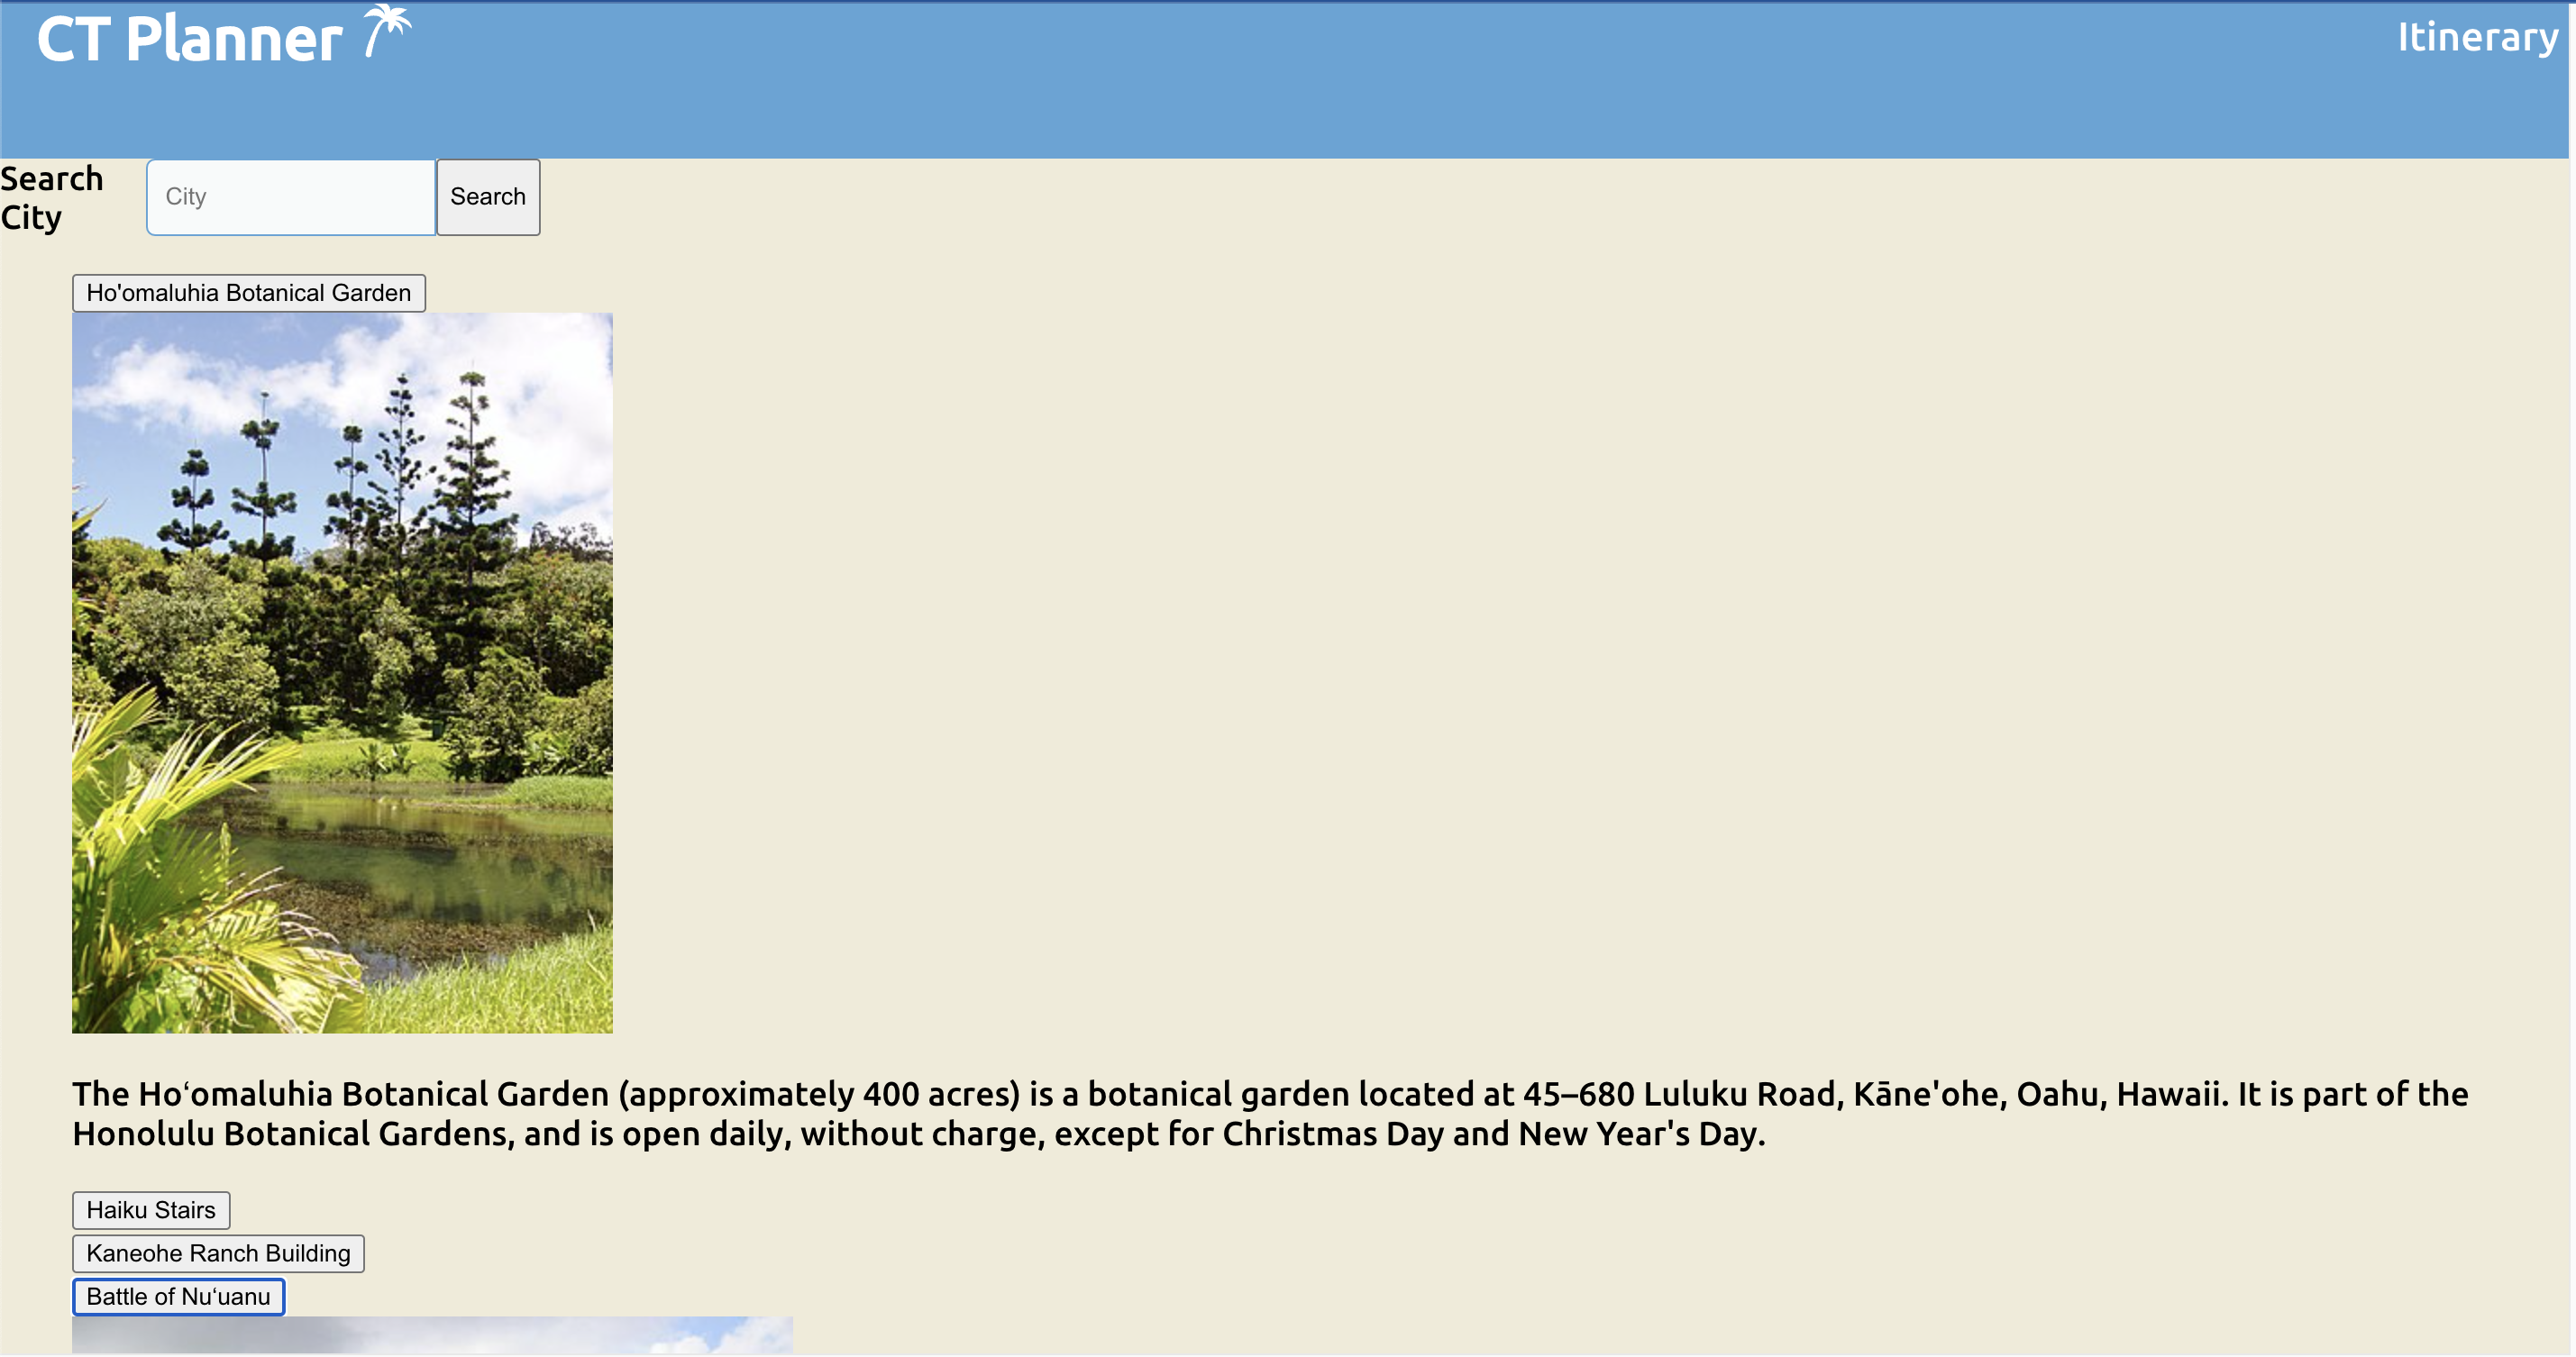 CT Planner
Itinerary
Search
City
City
Search
Ho'omaluhia Botanical Garden
The Hoʻomaluhia Botanical Garden (approximately 400 acres) is a botanical garden located at 45–680 Luluku Road, Kāne'ohe, Oahu, Hawaii. It is part of the
Honolulu Botanical Gardens, and is open daily, without charge, except for Christmas Day and New Year's Day.
Haiku Stairs
Kaneohe Ranch Building
Battle of Nuʻuanu